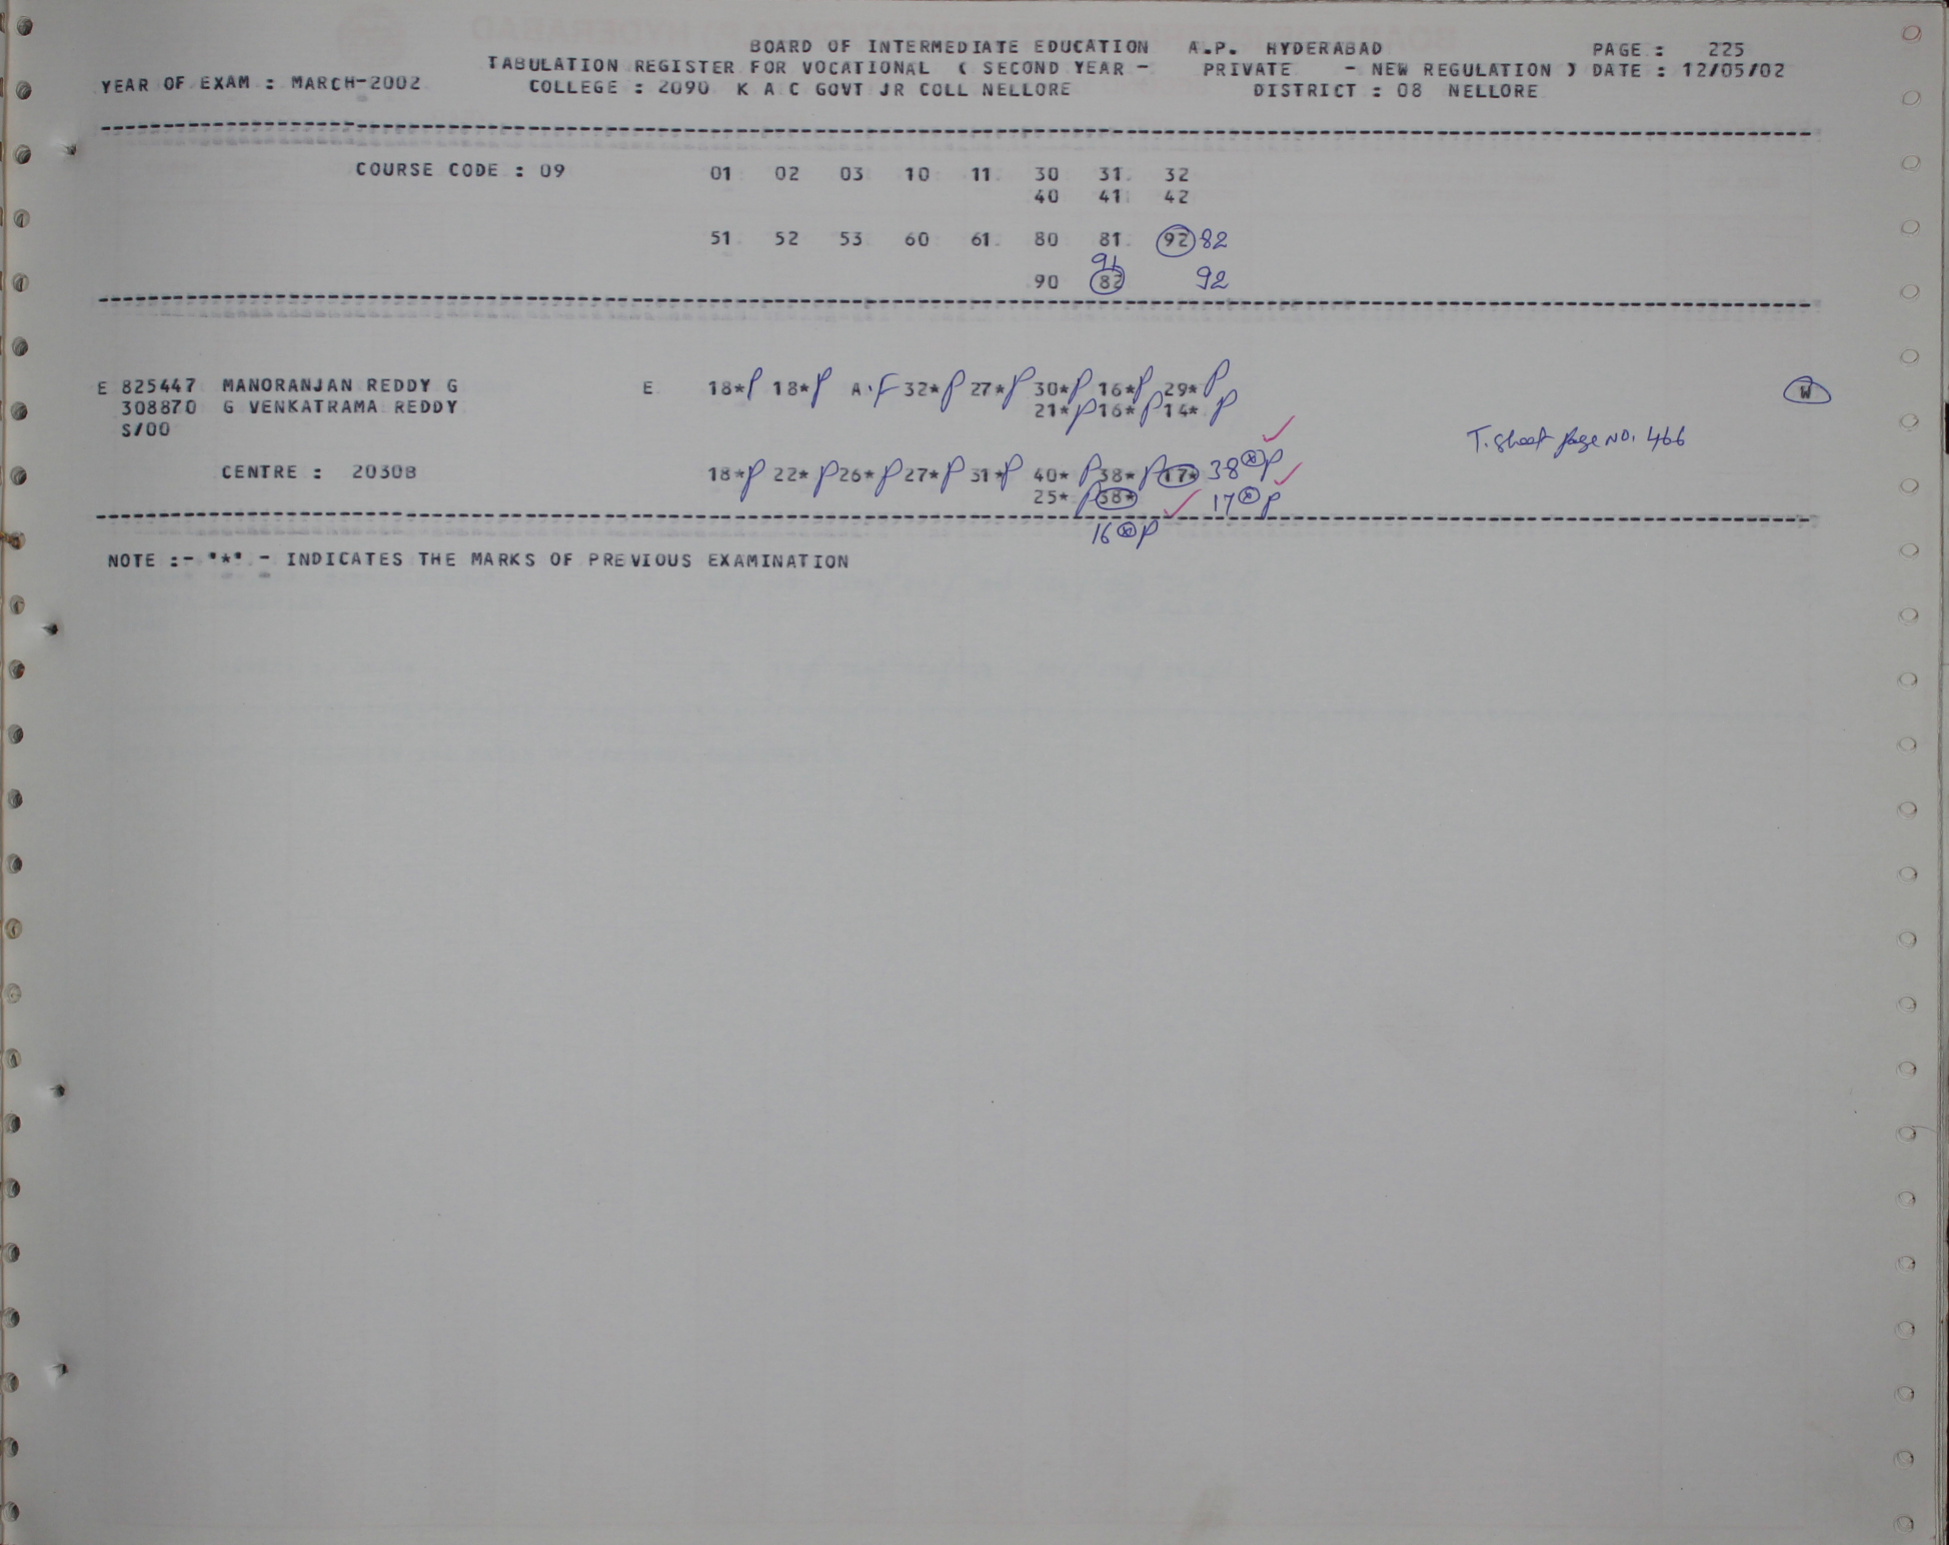 BOARD OF INTERMEDIATE EDUCATION A.P. HYDERABAD PAGE : 225
TABULATION REGISTER FOR VOCATIONAL ( SECOND YEAR - PRIVATE - NEW REGULATION ) DATE : 12/05/02
YEAR OF EXAM : MARCH-2002 COLLEGE : 2090 K A C GOVT JR COLL NELLORE DISTRICT : 08 NELLORE
COURSE CODE : 09 01 02 03 10 11 30 31 32
40 41 42
51 52 53 60 61 80 81 92 82
91
90 82 92
E 825447 MANORANJAN REDDY G E 18*P 18*P A.F 32*P 27*P 30*P 16*P 29*P W
308870 G VENKATRAMA REDDY 21*P 16*P 14*P
S/00 T. sheet page No. 466
CENTRE : 20308 18*P 22*P 26*P 27*P 31*P 40*P 38*P 17* 38*P
25*P 38* 17*P
16*P
NOTE :- "*" - INDICATES THE MARKS OF PREVIOUS EXAMINATION